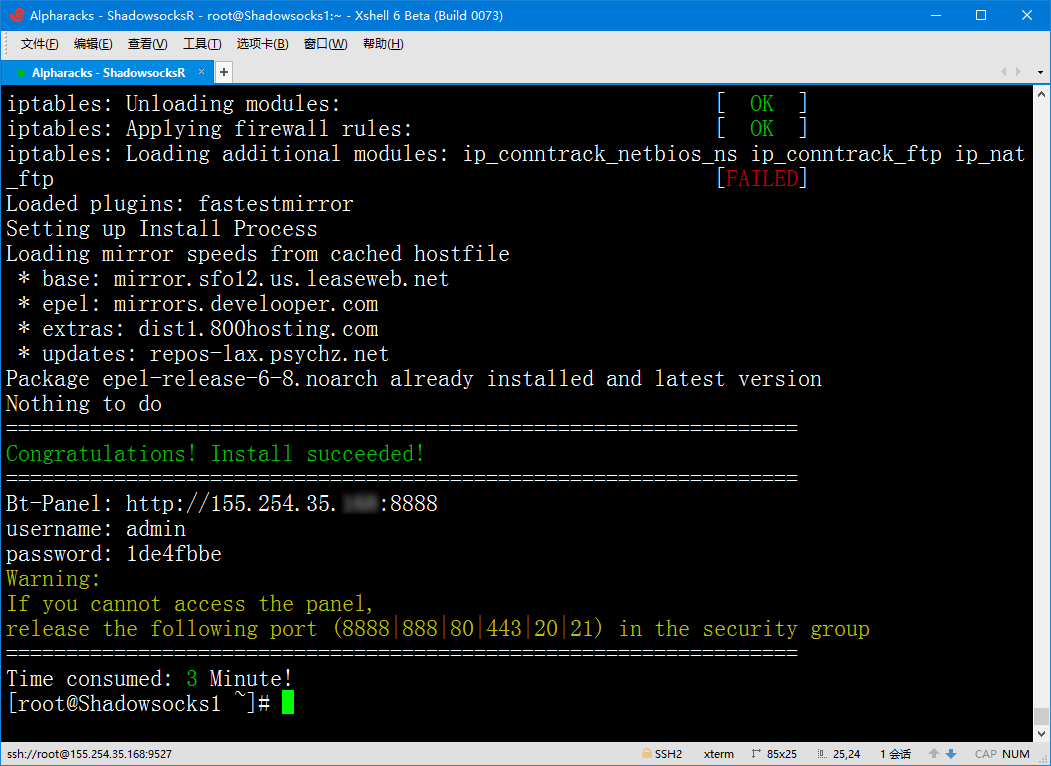 Alpharacks - ShadowsocksR - root@Shadowsocks1:~ - Xshell 6 Beta (Build 0073)
文件(F) 编辑(E) 查看(V) 工具(T) 选项卡(B) 窗口(W) 帮助(H)
Alpharacks - ShadowsocksR × +
iptables: Unloading modules: [ OK ]
iptables: Applying firewall rules: [ OK ]
iptables: Loading additional modules: ip_conntrack_netbios_ns ip_conntrack_ftp ip_nat
_ftp [FAILED]
Loaded plugins: fastestmirror
Setting up Install Process
Loading mirror speeds from cached hostfile
* base: mirror.sfo12.us.leaseweb.net
* epel: mirrors.developer.com
* extras: dist1.800hosting.com
* updates: repos-lax.psychz.net
Package epel-release-6-8.noarch already installed and latest version
Nothing to do
==================================================================
Congratulations! Install succeeded!
==================================================================
Bt-Panel: http://155.254.35. :8888
username: admin
password: 1de4fbbe
Warning:
If you cannot access the panel,
release the following port (8888|888|80|443|20|21) in the security group
==================================================================
Time consumed: 3 Minute!
[root@Shadowsocks1 ~]#
ssh://root@155.254.35.168:9527 SSH2 xterm 85x25 25,24 1 会话 CAP NUM